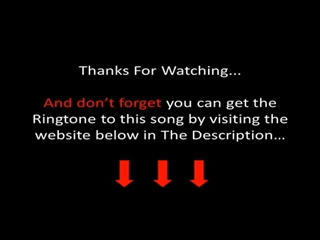 Thanks For Watching...
And don't forget you can get the
Ringtone to this song by visiting the
website below in The Description...